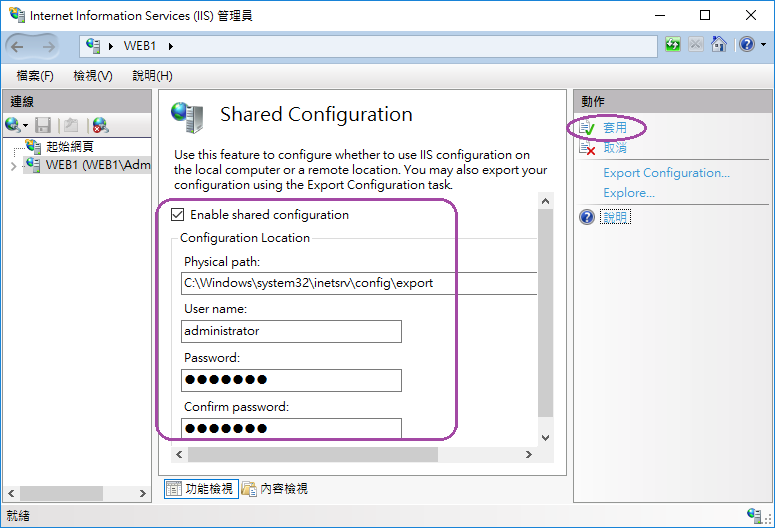 Internet Information Services (IIS) 管理員
WEB1
檔案(F) 檢視(V) 說明(H)
連線
起始網頁
WEB1 (WEB1\Adm
Shared Configuration
Use this feature to configure whether to use IIS configuration on
the local computer or a remote location. You may also export your
configuration using the Export Configuration task.
Enable shared configuration
Configuration Location
Physical path:
C:\Windows\system32\inetsrv\config\export
User name:
administrator
Password:
●●●●●●●
Confirm password:
●●●●●●●
功能檢視 內容檢視
動作
套用
取消
Export Configuration...
Explore...
說明
就緒